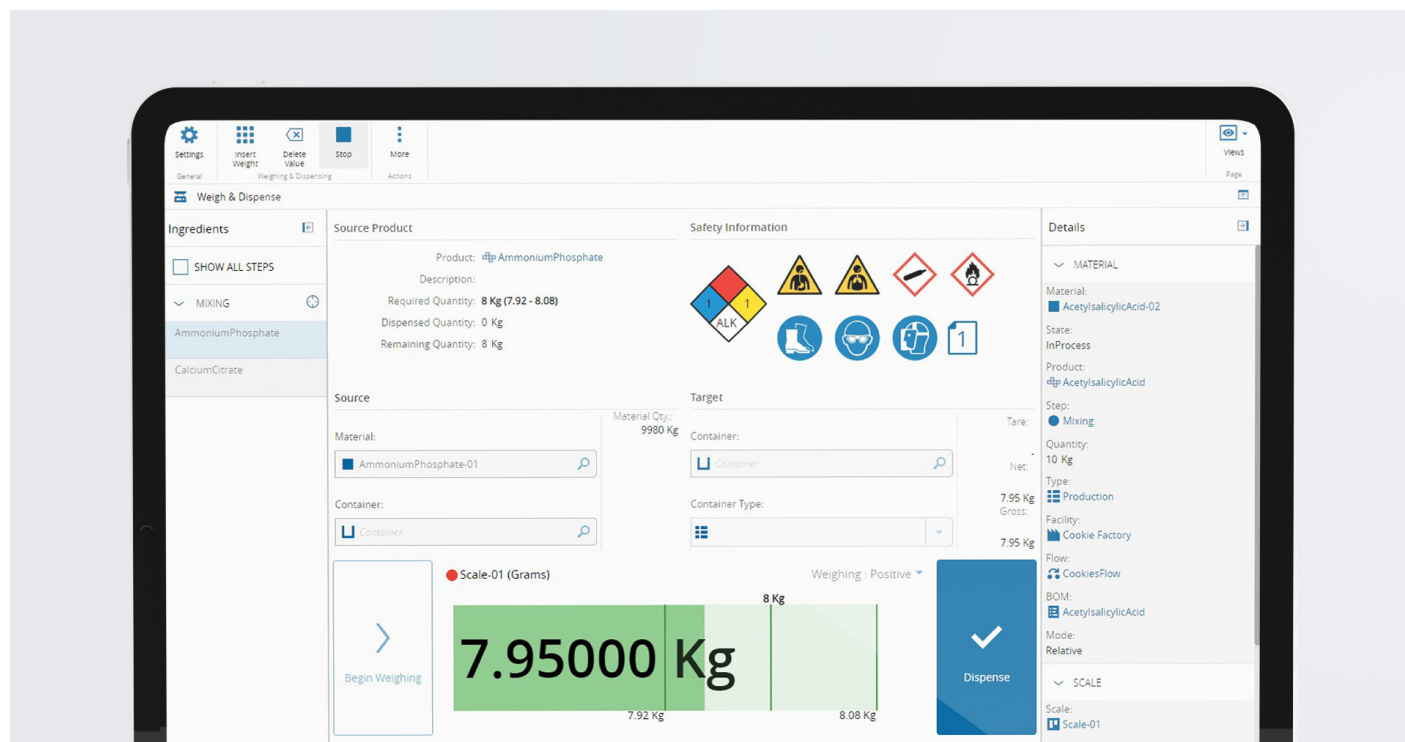 Settings
Insert
Weight
Delete
Value
Stop
More
Views
General
Weighing & Dispensing
Actions
Page
Weigh & Dispense
Ingredients
SHOW ALL STEPS
MIXING
AmmoniumPhosphate
CalciumCitrate
Source Product
Product: AmmoniumPhosphate
Description:
Required Quantity: 8 Kg (7.92 - 8.08)
Dispensed Quantity: 0 Kg
Remaining Quantity: 8 Kg
Safety Information
1 1
ALK
1
Source
Material Qty.:
9980 Kg
Material:
AmmoniumPhosphate-01
Container:
Container
Target
Container:
Container
Container Type:
Tare:
-
Net:
7.95 Kg
Gross:
7.95 Kg
Begin Weighing
Scale-01 (Grams)
Weighing : Positive
8 Kg
7.95000 Kg
7.92 Kg
8.08 Kg
Dispense
Details
MATERIAL
Material:
AcetylsalicylicAcid-02
State:
InProcess
Product:
AcetylsalicylicAcid
Step:
Mixing
Quantity:
10 Kg
Type:
Production
Facility:
Cookie Factory
Flow:
CookiesFlow
BOM:
AcetylsalicylicAcid
Mode:
Relative
SCALE
Scale:
Scale-01